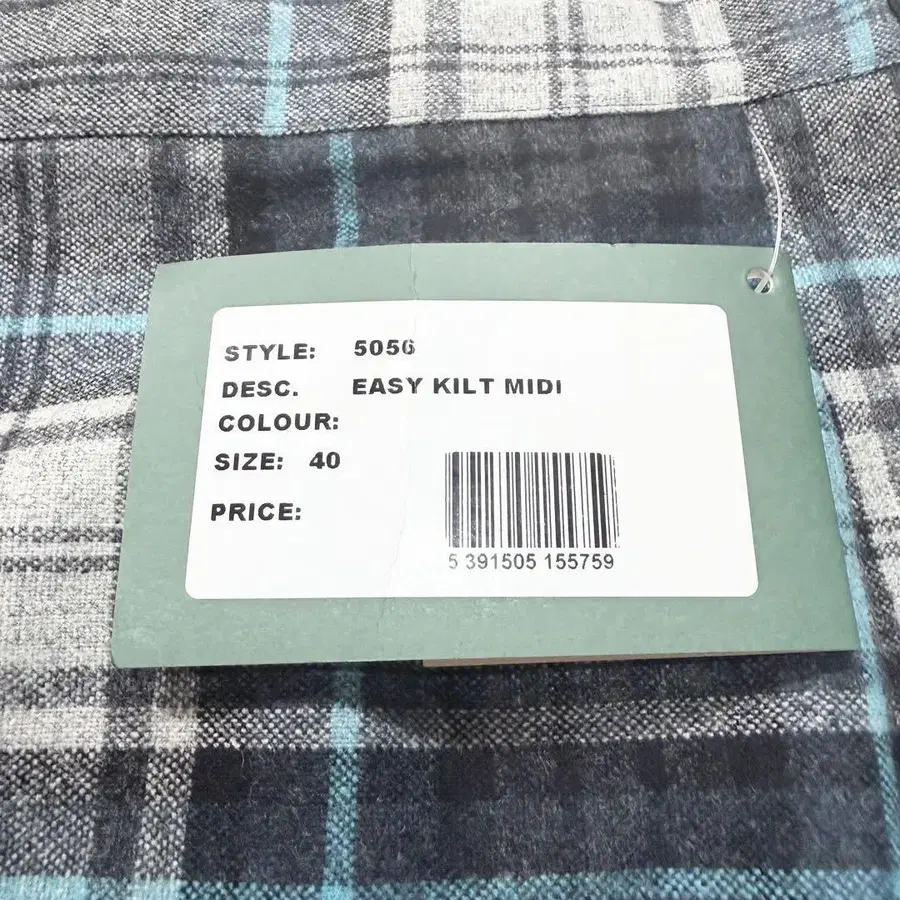 STYLE: 5056
DESC. EASY KILT MIDI
COLOUR:
SIZE: 40
PRICE:
5 391505 155759